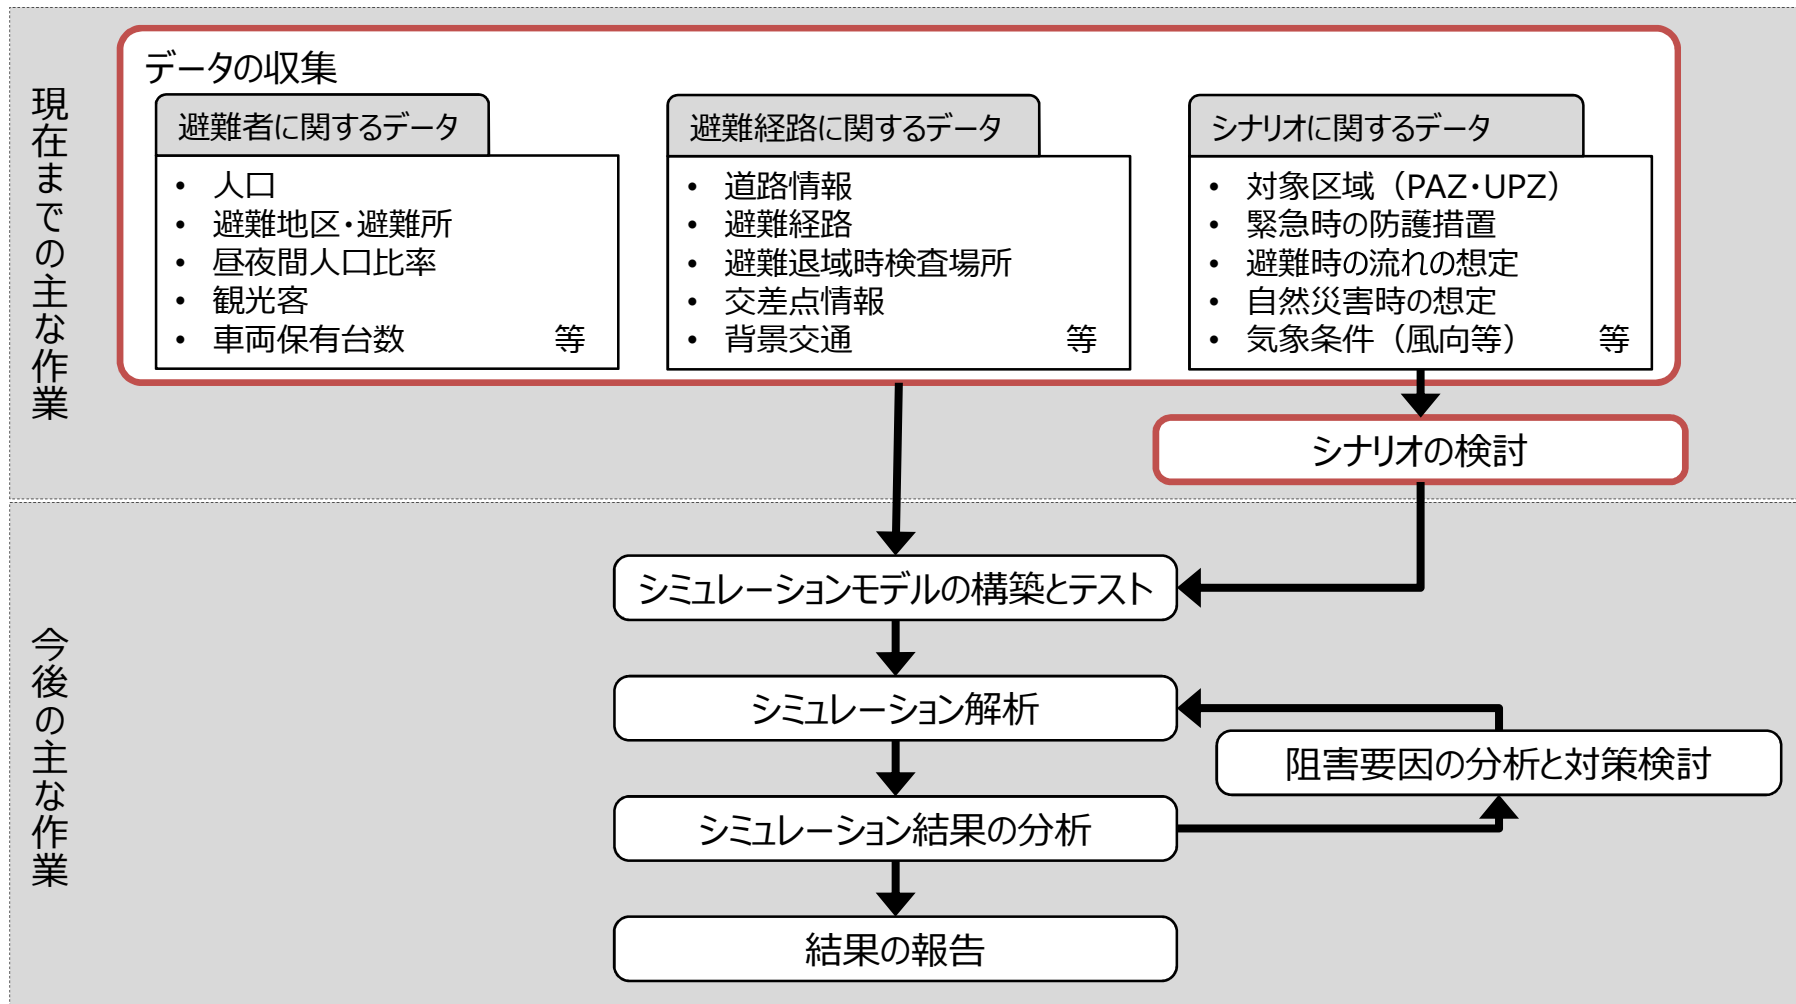 現在までの主な作業
データの収集
避難者に関するデータ
• 人口
• 避難地区・避難所
• 昼夜間人口比率
• 観光客
• 車両保有台数 等
避難経路に関するデータ
• 道路情報
• 避難経路
• 避難退域時検査場所
• 交差点情報
• 背景交通 等
シナリオに関するデータ
• 対象区域（PAZ・UPZ）
• 緊急時の防護措置
• 避難時の流れの想定
• 自然災害時の想定
• 気象条件（風向等） 等
シナリオの検討
今後の主な作業
シミュレーションモデルの構築とテスト
シミュレーション解析
阻害要因の分析と対策検討
シミュレーション結果の分析
結果の報告